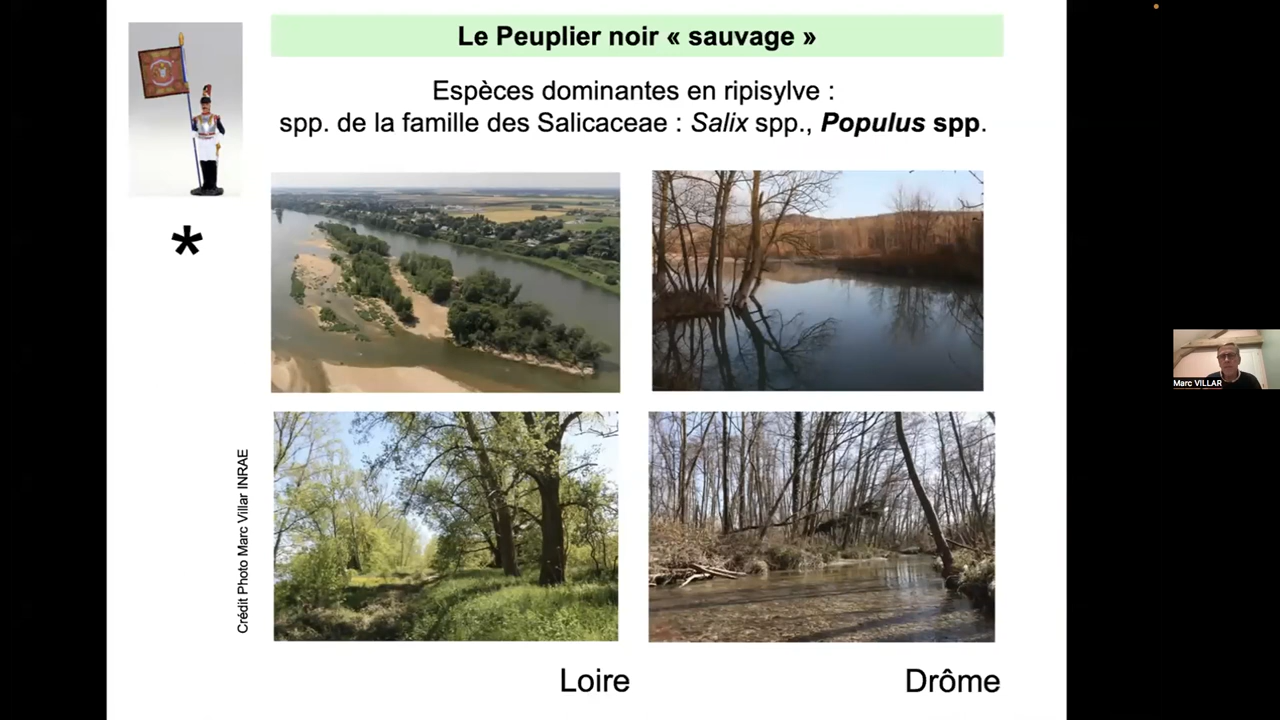 Le Peuplier noir « sauvage »
Espèces dominantes en ripisylve :
spp. de la famille des Salicaceae : Salix spp., Populus spp.
*
Marc VILLAR
Crédit Photo Marc Villar INRAE
Loire
Drôme